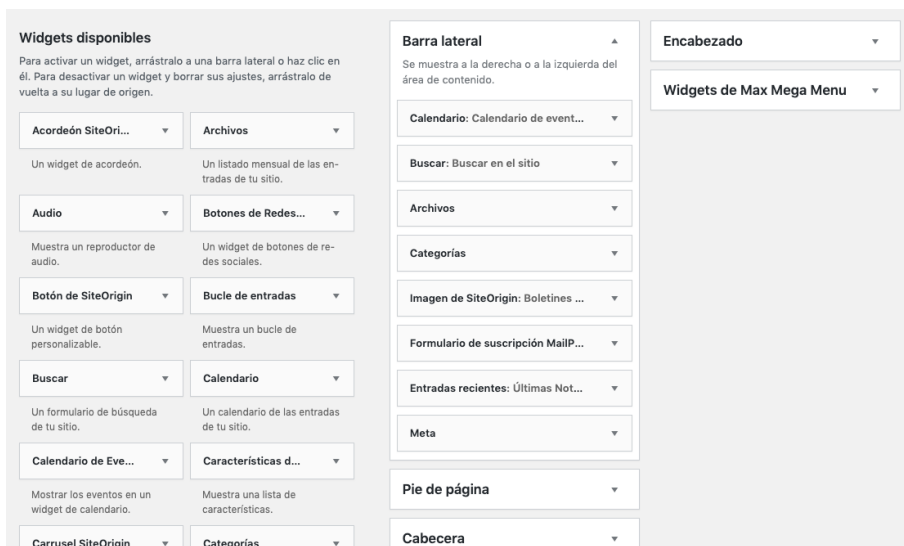 Widgets disponibles
Para activar un widget, arrástralo a una barra lateral o haz clic en
él. Para desactivar un widget y borrar sus ajustes, arrástralo de
vuelta a su lugar de origen.
Acordeón SiteOri...
Archivos
Un widget de acordeón.
Un listado mensual de las en-
tradas de tu sitio.
Audio
Botones de Redes...
Muestra un reproductor de
audio.
Un widget de botones de re-
des sociales.
Botón de SiteOrigin
Bucle de entradas
Un widget de botón
personalizable.
Muestra un bucle de
entradas.
Buscar
Calendario
Un formulario de búsqueda
de tu sitio.
Un calendario de las entradas
de tu sitio.
Calendario de Eve...
Características d...
Mostrar los eventos en un
widget de calendario.
Muestra una lista de
características.
Carrusel SiteOrigin
Categorías
Barra lateral
Se muestra a la derecha o a la izquierda del
área de contenido.
Calendario: Calendario de event...
Buscar: Buscar en el sitio
Archivos
Categorías
Imagen de SiteOrigin: Boletines ...
Formulario de suscripción MailP...
Entradas recientes: Últimas Not...
Meta
Pie de página
Cabecera
Encabezado
Widgets de Max Mega Menu